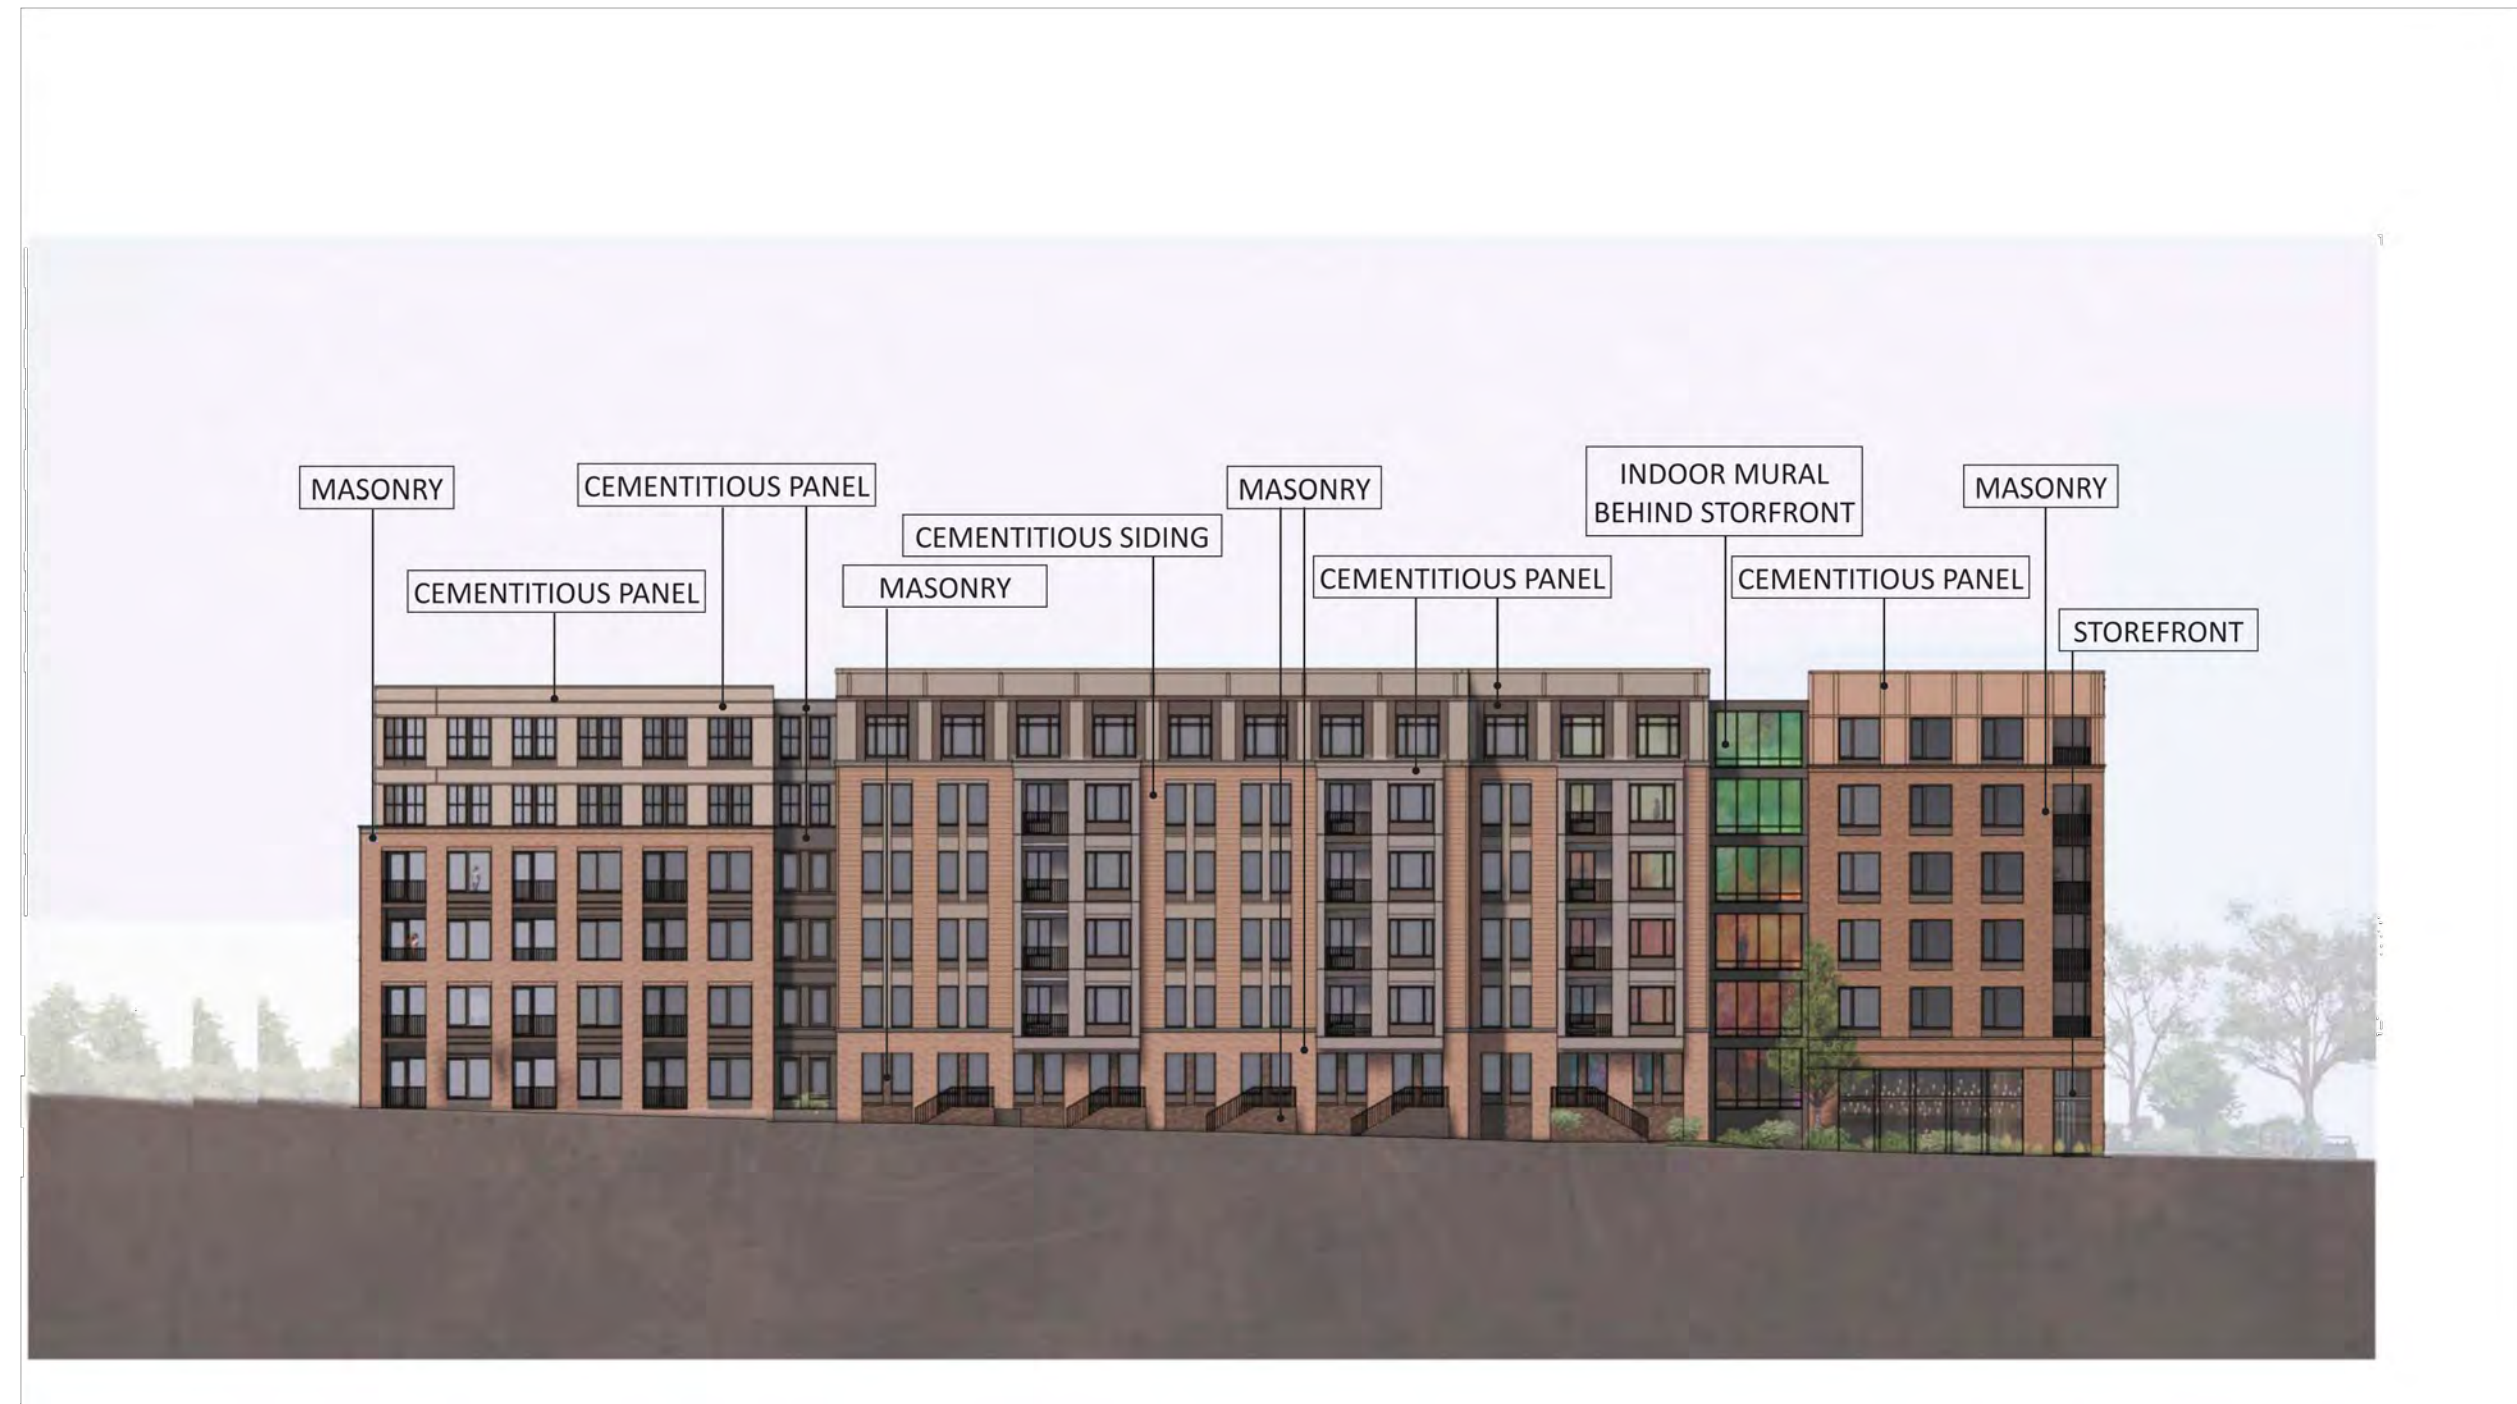 MASONRY
CEMENTITIOUS PANEL
CEMENTITIOUS PANEL
MASONRY
CEMENTITIOUS SIDING
MASONRY
CEMENTITIOUS PANEL
INDOOR MURAL
BEHIND STORFRONT
CEMENTITIOUS PANEL
MASONRY
STOREFRONT